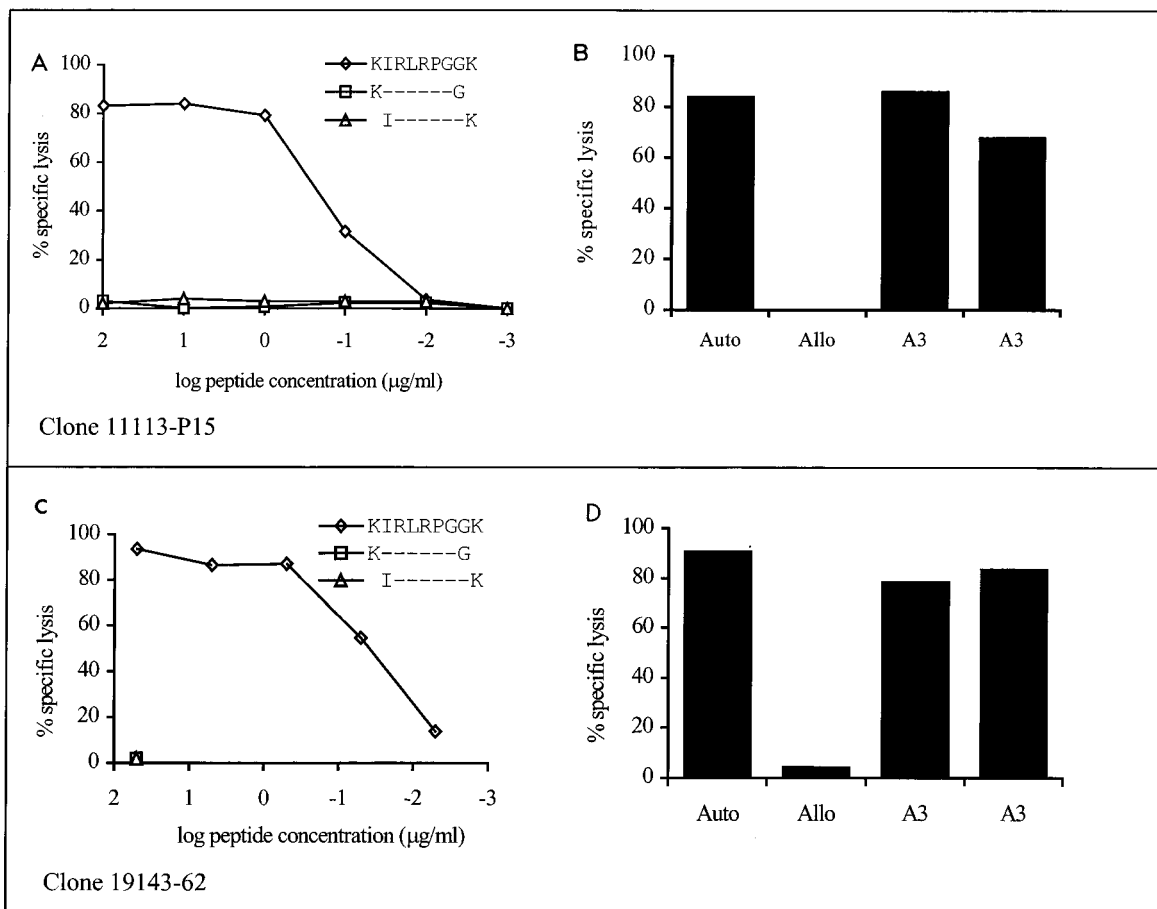 A
100
80
60
40
20
0
% specific lysis
2 1 0 -1 -2 -3
log peptide concentration (µg/ml)
KIRLRPGGK
K------G
I------K
Clone 11113-P15
B
100
80
60
40
20
0
% specific lysis
Auto Allo A3 A3
C
100
80
60
40
20
0
% specific lysis
2 1 0 -1 -2 -3
log peptide concentration (µg/ml)
KIRLRPGGK
K------G
I------K
Clone 19143-62
D
100
80
60
40
20
0
% specific lysis
Auto Allo A3 A3